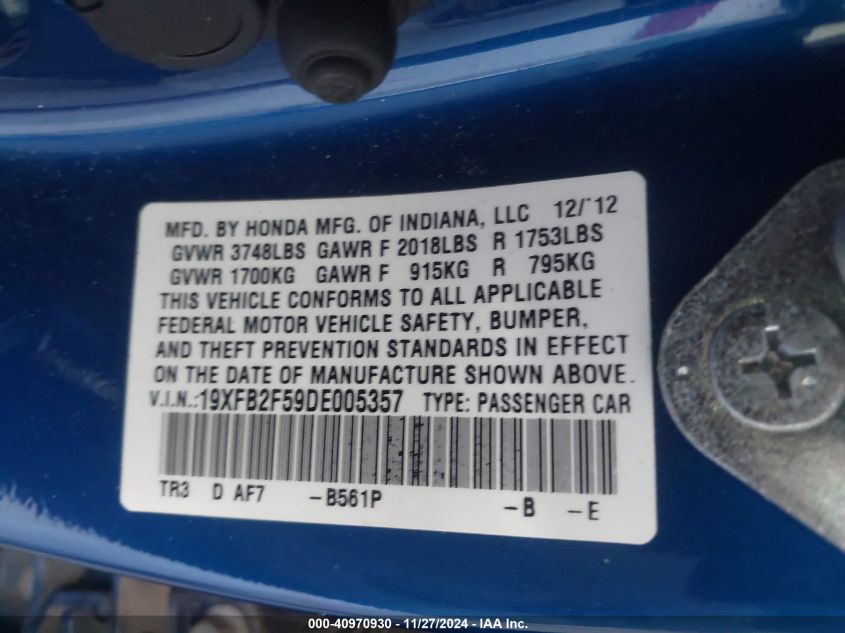 MFD. BY HONDA MFG. OF INDIANA, LLC 12/'12
GVWR 3748LBS GAWR F 2018LBS R 1753LBS
GVWR 1700KG GAWR F 915KG R 795KG
THIS VEHICLE CONFORMS TO ALL APPLICABLE
FEDERAL MOTOR VEHICLE SAFETY, BUMPER,
AND THEFT PREVENTION STANDARDS IN EFFECT
ON THE DATE OF MANUFACTURE SHOWN ABOVE.
V.I.N.:19XFB2F59DE005357 TYPE: PASSENGER CAR
TR3 D AF7 -B561P -B -E
000-40970930 - 11/27/2024 - IAA Inc.